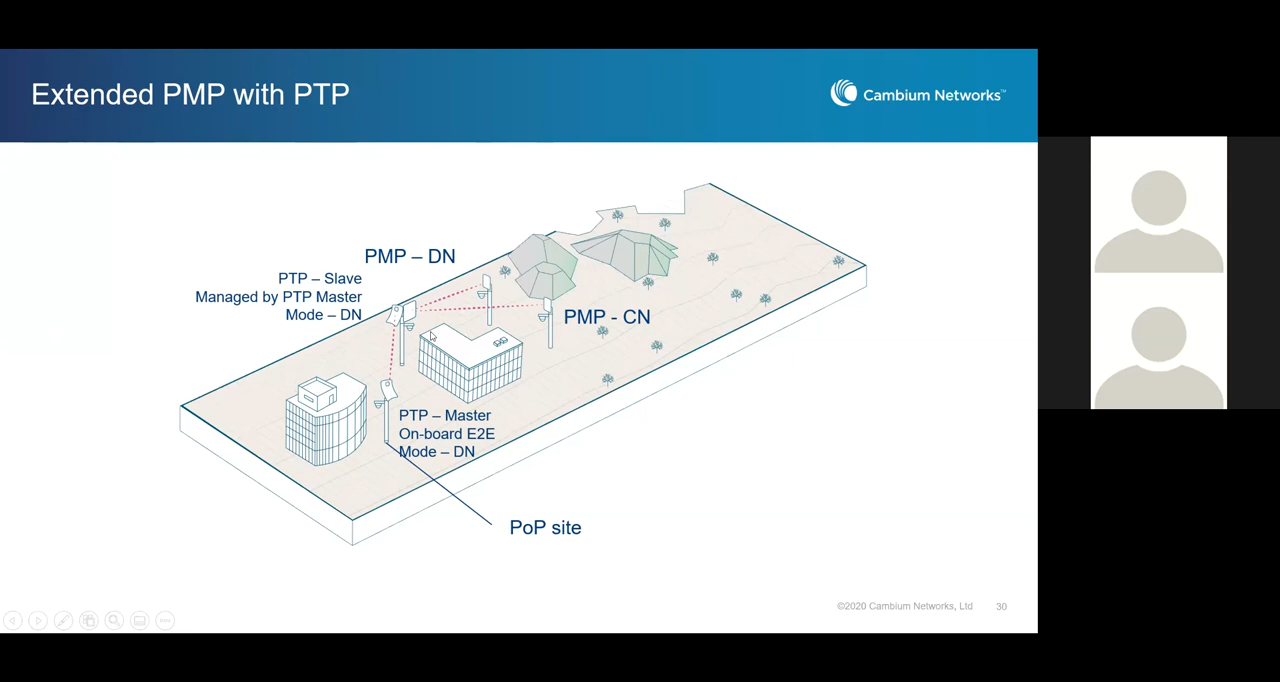 Extended PMP with PTP
Cambium Networks™
PMP – DN
PTP – Slave
Managed by PTP Master
Mode – DN
PMP - CN
PTP – Master
On-board E2E
Mode – DN
PoP site
©2020 Cambium Networks, Ltd
30